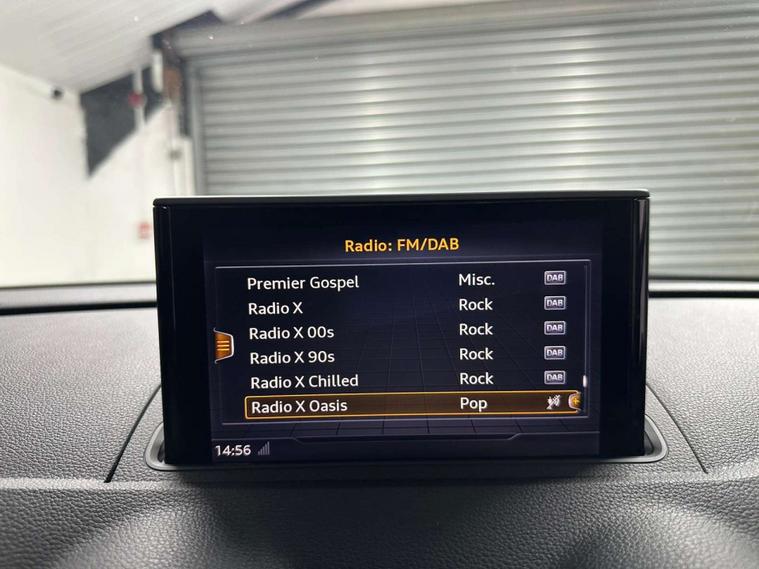 Radio: FM/DAB
Premier Gospel Misc. DAB
Radio X Rock DAB
Radio X 00s Rock DAB
Radio X 90s Rock DAB
Radio X Chilled Rock DAB
Radio X Oasis Pop
14:56